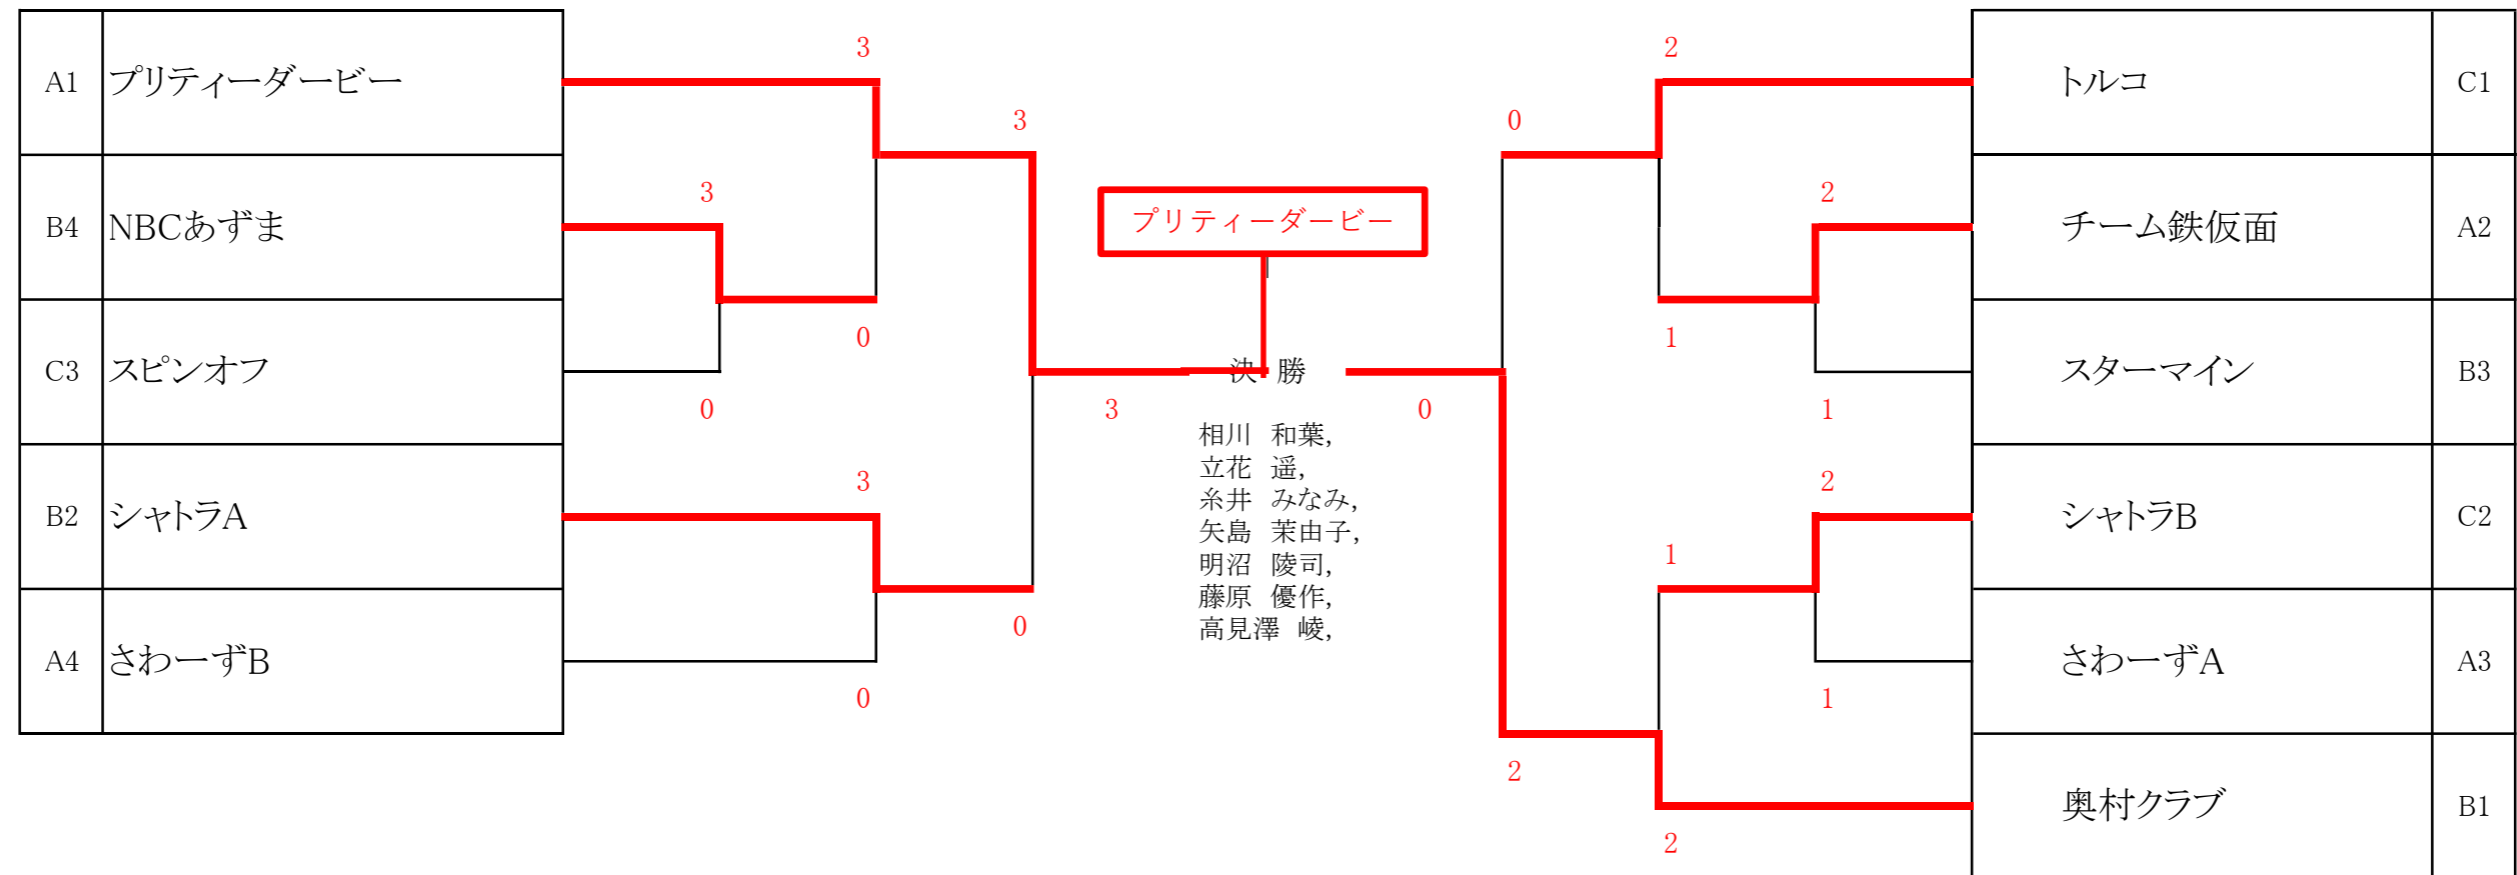 A1 プリティーダービー
B4 NBCあずま
C3 スピンオフ
B2 シャトラA
A4 さわーずB
3
3
3
0
0
3
0
3
0
0
プリティーダービー
決 勝
3
0
相川 和葉,
立花 遥,
糸井 みなみ,
矢島 茉由子,
明沼 陵司,
藤原 優作,
高見澤 崚,
2
0
2
1
1
2
1
1
2
2
トルコ C1
チーム鉄仮面 A2
スターマイン B3
シャトラB C2
さわーずA A3
奥村クラブ B1